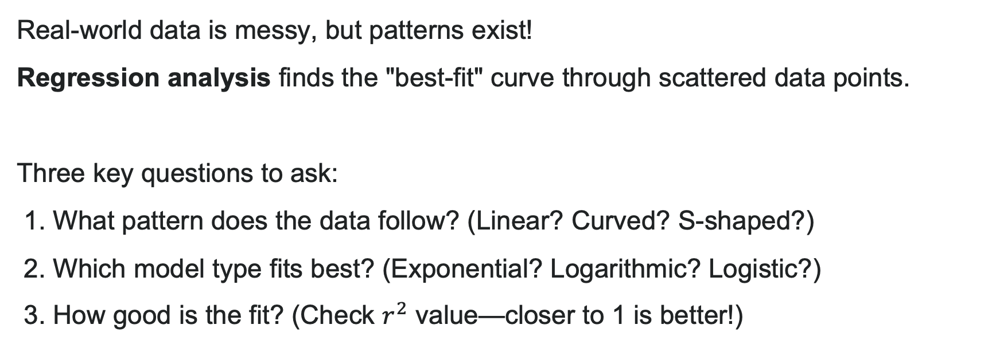 Real-world data is messy, but patterns exist!
Regression analysis finds the "best-fit" curve through scattered data points.
Three key questions to ask:
1. What pattern does the data follow? (Linear? Curved? S-shaped?)
2. Which model type fits best? (Exponential? Logarithmic? Logistic?)
3. How good is the fit? (Check r² value—closer to 1 is better!)